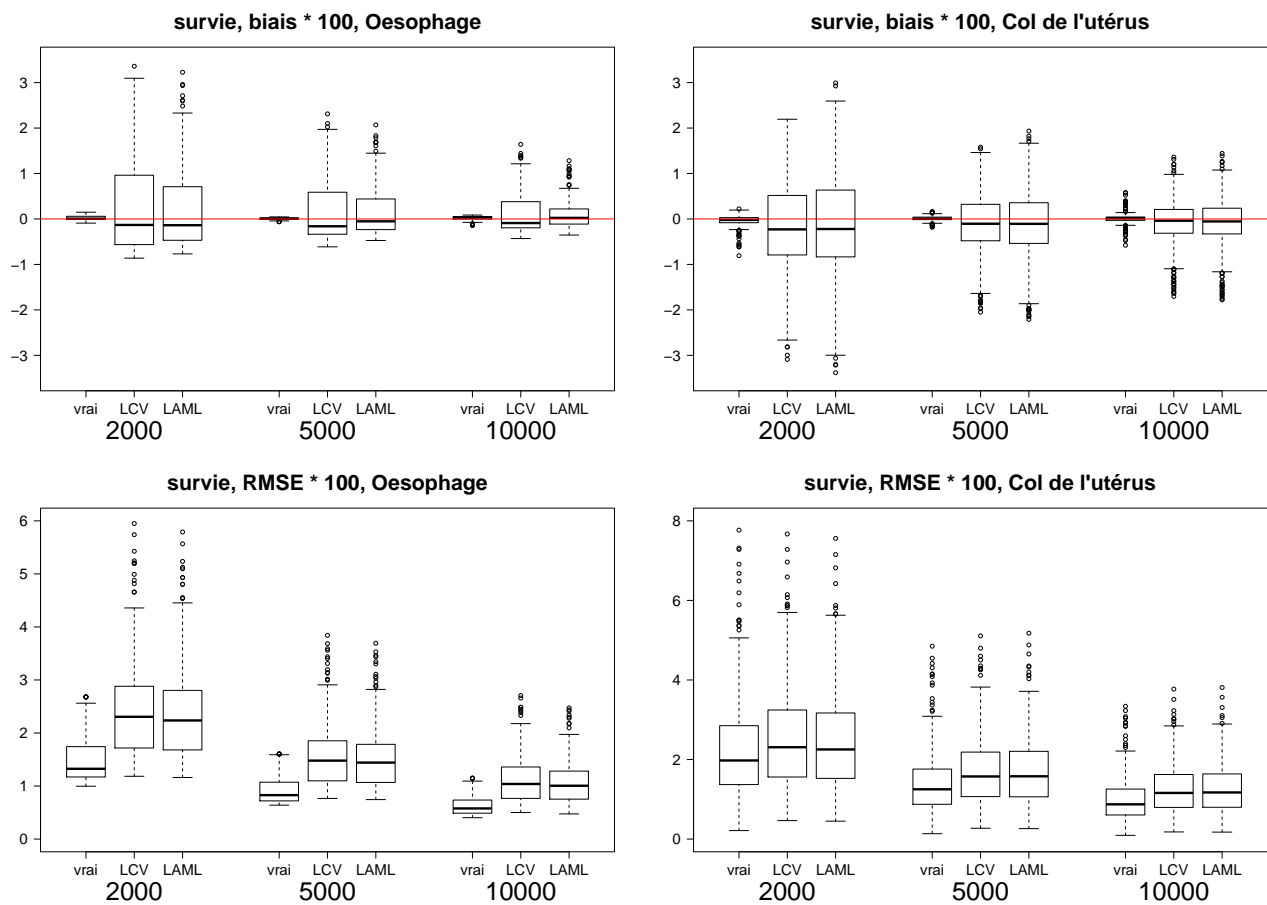 survie, biais * 100, Oesophage
3
2
1
0
−1
−2
−3
vrai LCV LAML vrai LCV LAML vrai LCV LAML
2000 5000 10000
survie, biais * 100, Col de l'utérus
3
2
1
0
−1
−2
−3
vrai LCV LAML vrai LCV LAML vrai LCV LAML
2000 5000 10000
survie, RMSE * 100, Oesophage
6
5
4
3
2
1
0
vrai LCV LAML vrai LCV LAML vrai LCV LAML
2000 5000 10000
survie, RMSE * 100, Col de l'utérus
8
6
4
2
0
vrai LCV LAML vrai LCV LAML vrai LCV LAML
2000 5000 10000